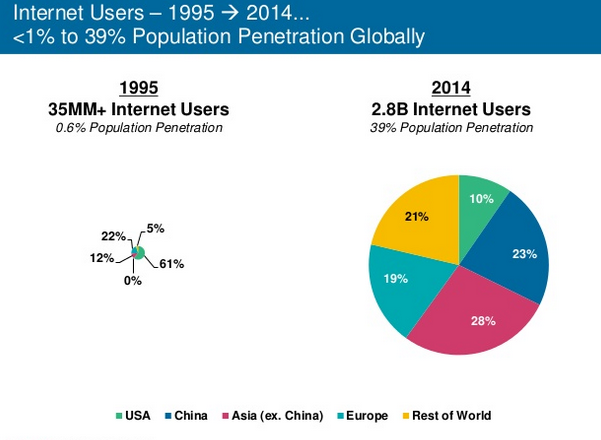 Internet Users – 1995 → 2014...
<1% to 39% Population Penetration Globally
1995
35MM+ Internet Users
0.6% Population Penetration
2014
2.8B Internet Users
39% Population Penetration
22%
5%
12%
61%
0%
10%
21%
23%
19%
28%
USA China Asia (ex. China) Europe Rest of World